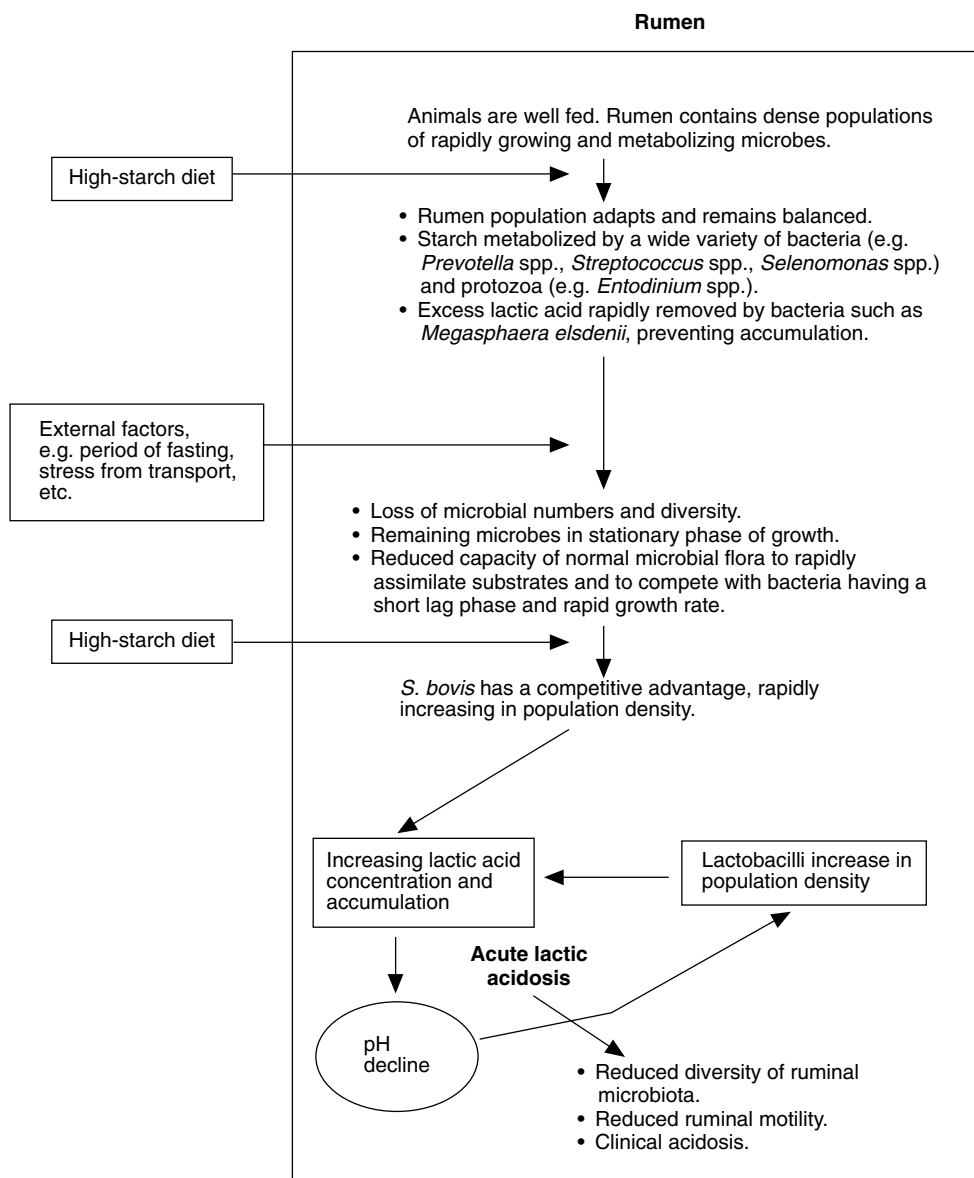 Rumen
Animals are well fed. Rumen contains dense populations
of rapidly growing and metabolizing microbes.
High-starch diet
• Rumen population adapts and remains balanced.
• Starch metabolized by a wide variety of bacteria (e.g.
Prevotella spp., Streptococcus spp., Selenomonas spp.)
and protozoa (e.g. Entodinium spp.).
• Excess lactic acid rapidly removed by bacteria such as
Megasphaera elsdenii, preventing accumulation.
External factors,
e.g. period of fasting,
stress from transport,
etc.
• Loss of microbial numbers and diversity.
• Remaining microbes in stationary phase of growth.
• Reduced capacity of normal microbial flora to rapidly
assimilate substrates and to compete with bacteria having a
short lag phase and rapid growth rate.
High-starch diet
S. bovis has a competitive advantage, rapidly
increasing in population density.
Increasing lactic acid
concentration and
accumulation
Lactobacilli increase in
population density
Acute lactic
acidosis
pH
decline
• Reduced diversity of ruminal
microbiota.
• Reduced ruminal motility.
• Clinical acidosis.